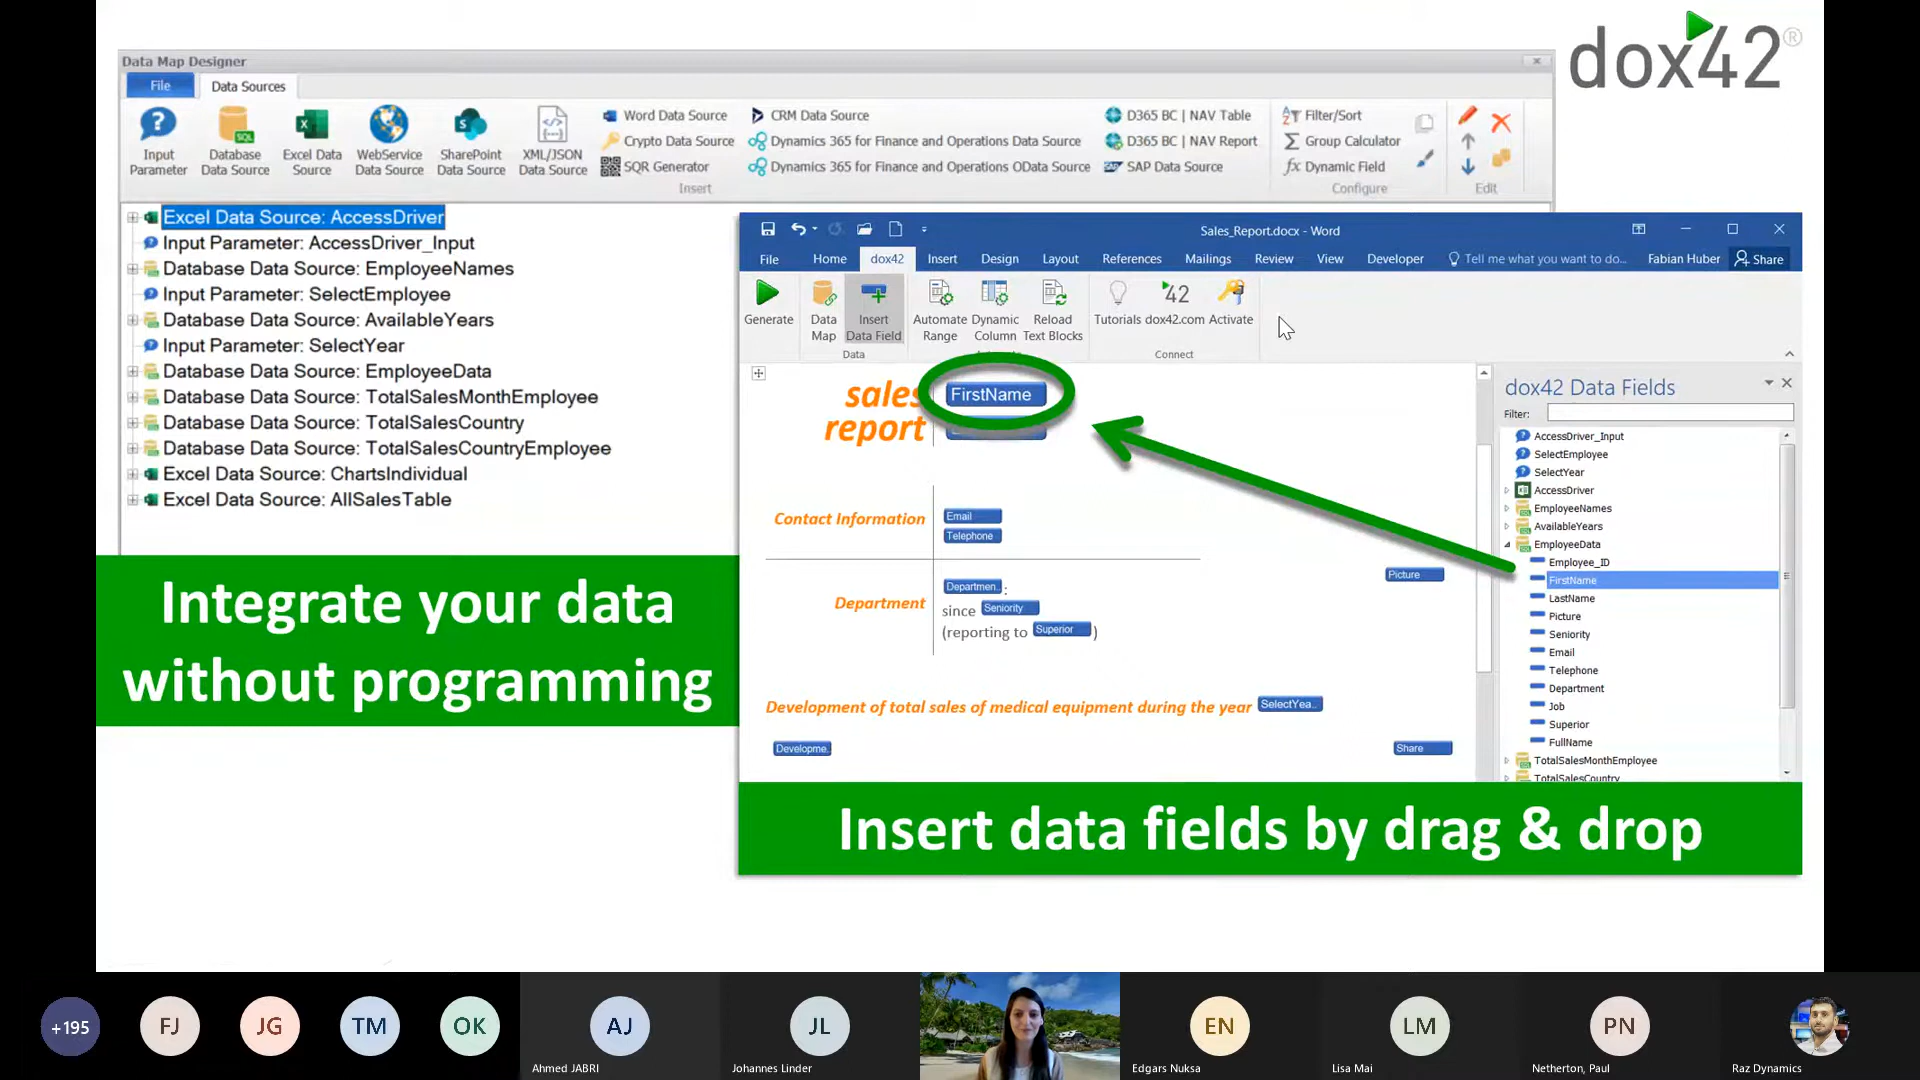 dox42®
Data Map Designer
File
Data Sources
Input Parameter
Database Data Source
Excel Data Source
WebService Data Source
SharePoint Data Source
XML/JSON Data Source
Word Data Source
Crypto Data Source
SQR Generator
CRM Data Source
Dynamics 365 for Finance and Operations Data Source
Dynamics 365 for Finance and Operations OData Source
D365 BC | NAV Table
D365 BC | NAV Report
SAP Data Source
Insert
Filter/Sort
Group Calculator
Dynamic Field
Configure
Edit
Excel Data Source: AccessDriver
Input Parameter: AccessDriver_Input
Database Data Source: EmployeeNames
Input Parameter: SelectEmployee
Database Data Source: AvailableYears
Input Parameter: SelectYear
Database Data Source: EmployeeData
Database Data Source: TotalSalesMonthEmployee
Database Data Source: TotalSalesCountry
Database Data Source: TotalSalesCountryEmployee
Excel Data Source: ChartsIndividual
Excel Data Source: AllSalesTable
Integrate your data
without programming
Sales_Report.docx - Word
File
Home
dox42
Insert
Design
Layout
References
Mailings
Review
View
Developer
Tell me what you want to do...
Fabian Huber
Share
Generate
Data Map
Insert Data Field
Automate Range
Dynamic Column
Reload Text Blocks
Tutorials
dox42.com
Activate
Data
Connect
sales
report
FirstName
Contact Information
Email
Telephone
Department
Departmen.. :
since Seniority
(reporting to Superior )
Picture
Development of total sales of medical equipment during the year SelectYea..
Developme..
Share
dox42 Data Fields
Filter:
AccessDriver_Input
SelectEmployee
SelectYear
AccessDriver
EmployeeNames
AvailableYears
EmployeeData
Employee_ID
FirstName
LastName
Picture
Seniority
Email
Telephone
Department
Job
Superior
FullName
TotalSalesMonthEmployee
TotalSalesCountry
Insert data fields by drag & drop
+195
FJ
JG
TM
OK
AJ
Ahmed JABRI
JL
Johannes Linder
EN
Edgars Nuksa
LM
Lisa Mai
PN
Netherton, Paul
Raz Dynamics